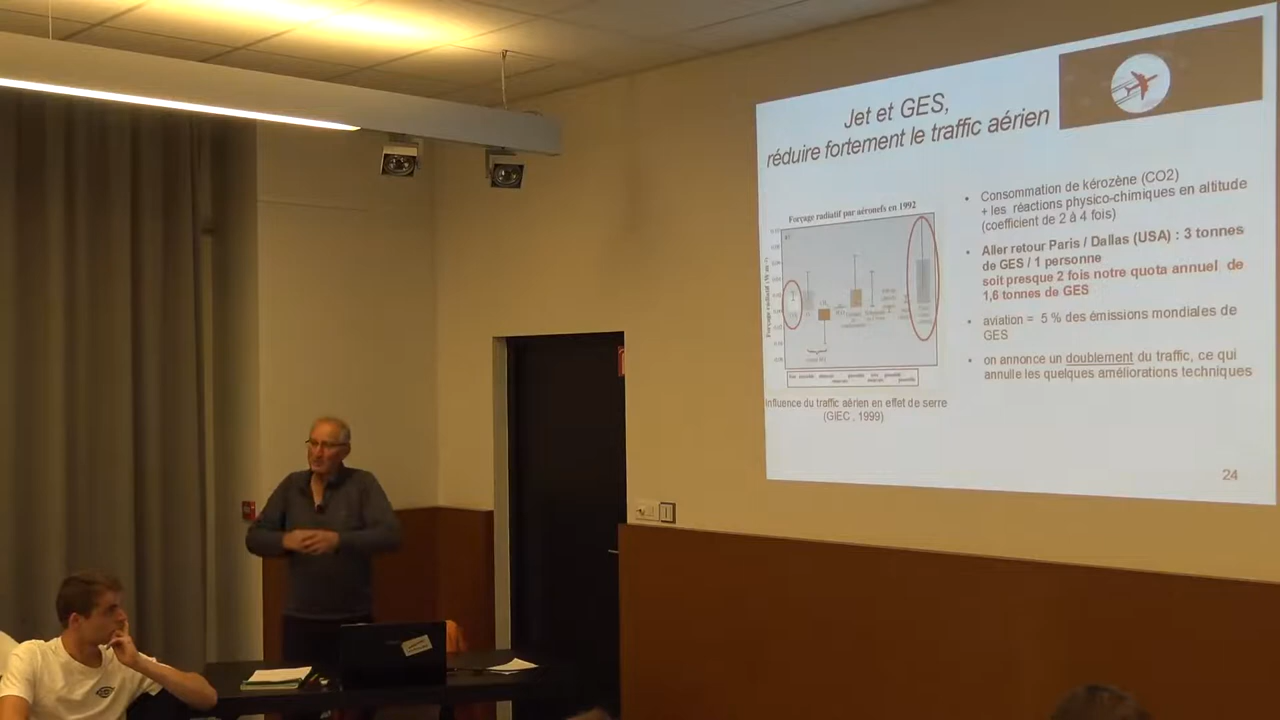 Jet et GES,
réduire fortement le traffic aérien
Forçage radiatif par aéronefs en 1992
Influence du traffic aérien en effet de serre
(GIEC , 1999)
• Consommation de kérozène (CO2)
+ les réactions physico-chimiques en altitude
(coefficient de 2 à 4 fois)
• Aller retour Paris / Dallas (USA) : 3 tonnes
de GES / 1 personne
soit presque 2 fois notre quota annuel de
1,6 tonnes de GES
• aviation = 5 % des émissions mondiales de
GES
• on annonce un doublement du traffic, ce qui
annulle les quelques améliorations techniques
24